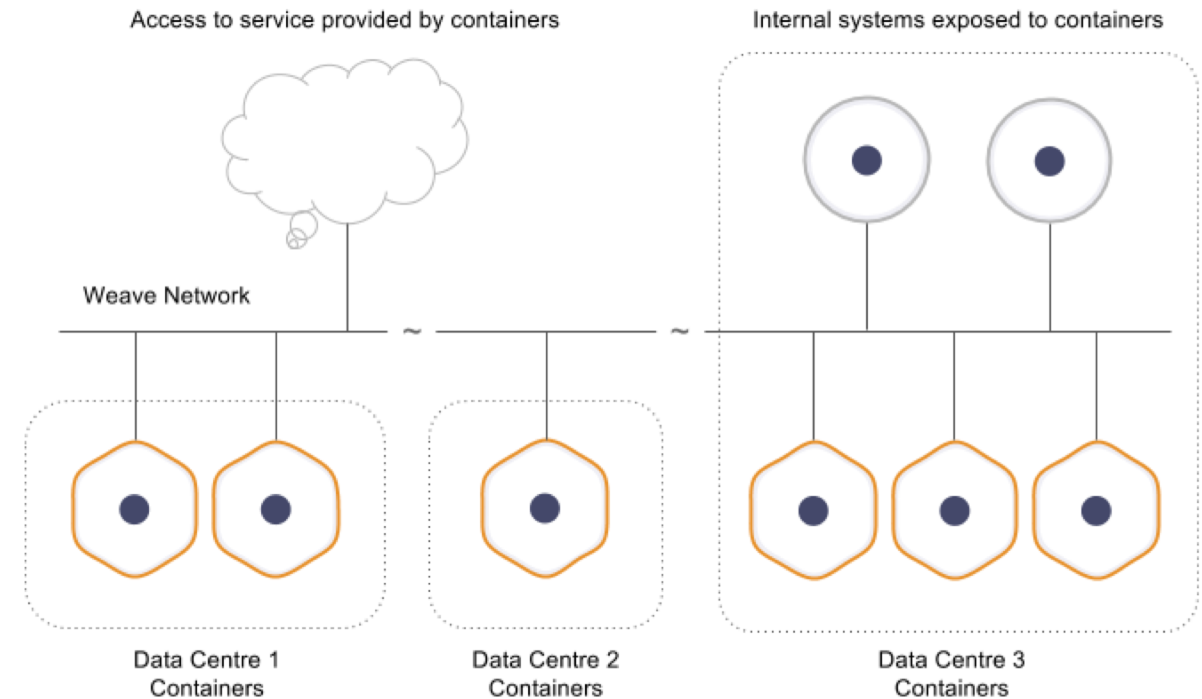 Access to service provided by containers
Internal systems exposed to containers
Weave Network
~
~
Data Centre 1
Containers
Data Centre 2
Containers
Data Centre 3
Containers